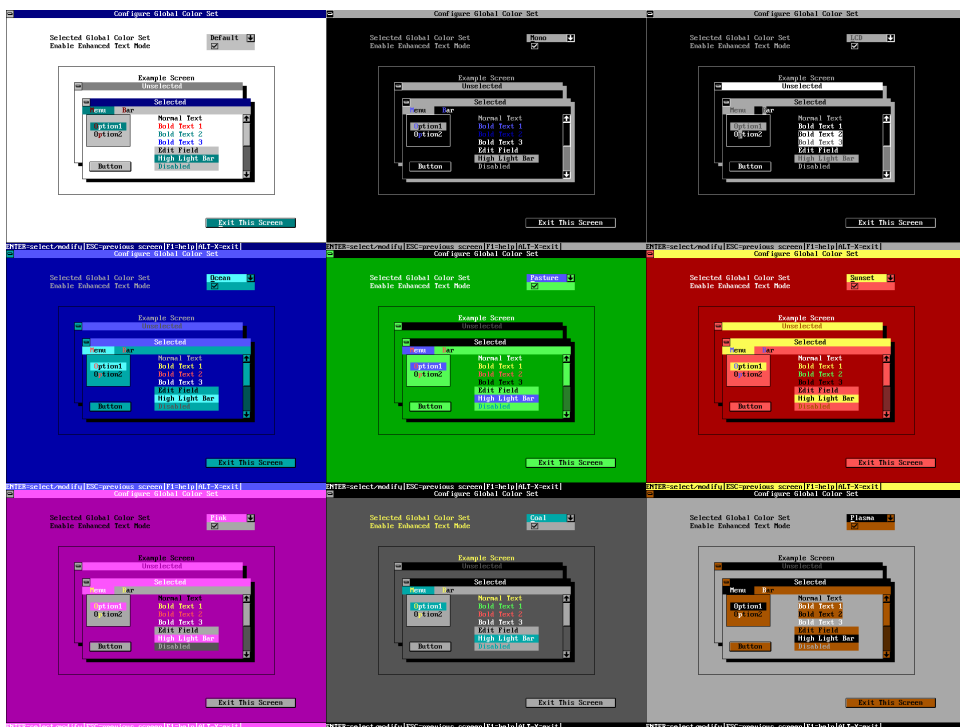 Configure Global Color Set
Selected Global Color Set Default
Enable Enhanced Text Mode
Example Screen
Unselected
Selected
Menu Bar
Normal Text
Option1 Bold Text 1
Option2 Bold Text 2
Bold Text 3
Edit Field
High Light Bar
Button Disabled
Exit This Screen
ENTER=select/modify|ESC=previous screen|F1=help|ALT-X=exit|
Configure Global Color Set
Selected Global Color Set Mono
Enable Enhanced Text Mode
Example Screen
Unselected
Selected
Menu Bar
Normal Text
Option1 Bold Text 1
Option2
Bold Text 3
Edit Field
High Light Bar
Button Disabled
Exit This Screen
ENTER=select/modify|ESC=previous screen|F1=help|ALT-X=exit|
Configure Global Color Set
Selected Global Color Set LCD
Enable Enhanced Text Mode
Example Screen
Unselected
Selected
Menu Bar
Normal Text
Option1 Bold Text 1
Option2 Bold Text 2
Bold Text 3
Edit Field
High Light Bar
Button Disabled
Exit This Screen
ENTER=select/modify|ESC=previous screen|F1=help|ALT-X=exit|
Configure Global Color Set
Selected Global Color Set Ocean
Enable Enhanced Text Mode
Example Screen
Unselected
Selected
Menu Bar
Normal Text
Option1 Bold Text 1
Option2 Bold Text 2
Bold Text 3
Edit Field
High Light Bar
Button Disabled
Exit This Screen
ENTER=select/modify|ESC=previous screen|F1=help|ALT-X=exit|
Configure Global Color Set
Selected Global Color Set Pasture
Enable Enhanced Text Mode
Example Screen
Unselected
Selected
Menu Bar
Normal Text
Option1 Bold Text 1
Option2 Bold Text 2
Bold Text 3
Edit Field
High Light Bar
Button Disabled
Exit This Screen
ENTER=select/modify|ESC=previous screen|F1=help|ALT-X=exit|
Configure Global Color Set
Selected Global Color Set Sunset
Enable Enhanced Text Mode
Example Screen
Unselected
Selected
Menu Bar
Normal Text
Option1 Bold Text 1
Option2 Bold Text 2
Bold Text 3
Edit Field
High Light Bar
Button Disabled
Exit This Screen
ENTER=select/modify|ESC=previous screen|F1=help|ALT-X=exit|
Configure Global Color Set
Selected Global Color Set Pink
Enable Enhanced Text Mode
Example Screen
Unselected
Selected
Menu Bar
Normal Text
Option1 Bold Text 1
Option2 Bold Text 2
Bold Text 3
Edit Field
High Light Bar
Button Disabled
Exit This Screen
Configure Global Color Set
Selected Global Color Set Coal
Enable Enhanced Text Mode
Example Screen
Unselected
Selected
Menu Bar
Normal Text
Option1 Bold Text 1
Option2 Bold Text 2
Bold Text 3
Edit Field
High Light Bar
Button Disabled
Exit This Screen
Configure Global Color Set
Selected Global Color Set Plasma
Enable Enhanced Text Mode
Example Screen
Unselected
Selected
Menu Bar
Normal Text
Option1 Bold Text 1
Option2 Bold Text 2
Bold Text 3
Edit Field
High Light Bar
Button Disabled
Exit This Screen